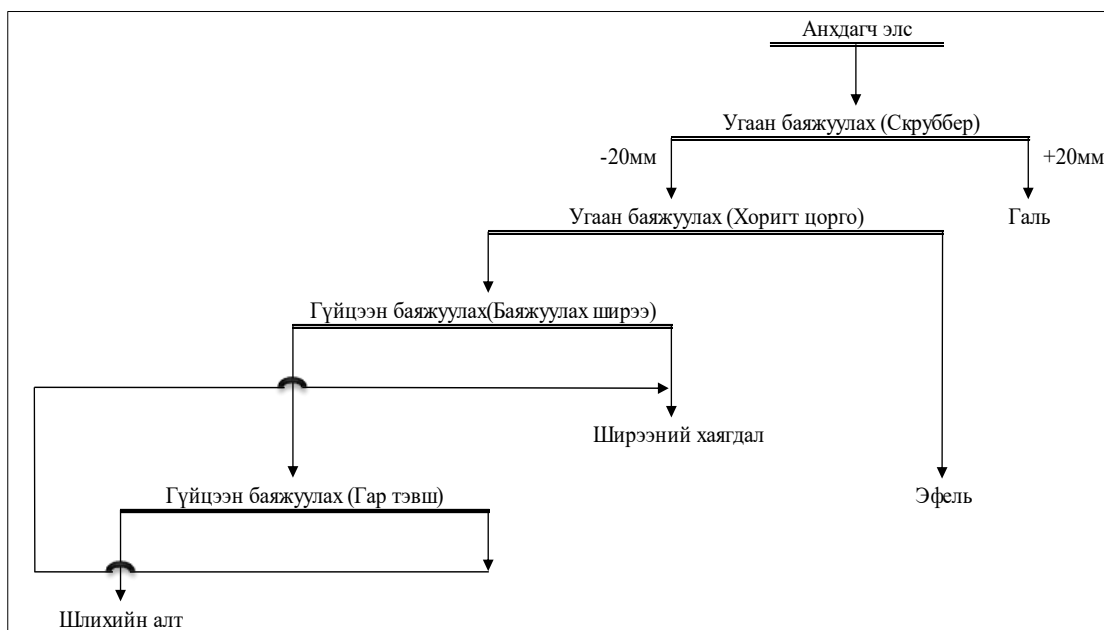 Анхдагч элс
Угаан баяжуулах (Скруббер)
-20мм
+20мм
Угаан баяжуулах (Хоригт цорго)
Галь
Гүйцээн баяжуулах(Баяжуулах ширээ)
Ширээний хаягдал
Гүйцээн баяжуулах (Гар тэвш)
Эфель
Шлихийн алт